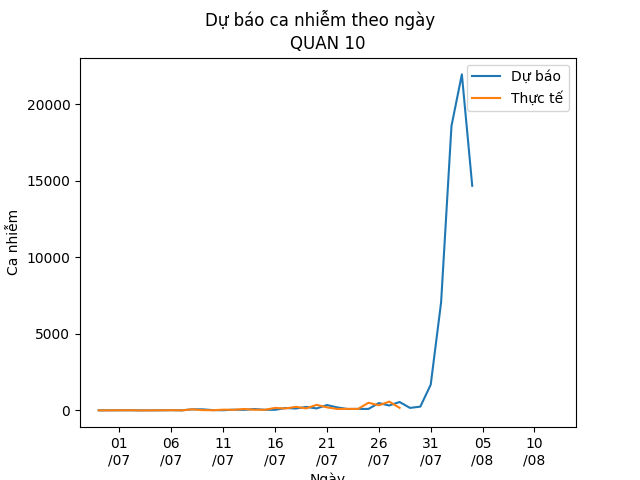 Dự báo ca nhiễm theo ngày
QUAN 10
Dự báo
Thực tế
Ca nhiễm
20000
15000
10000
5000
0
01 06 11 16 21 26 31 05 10
/07 /07 /07 /07 /07 /07 /07 /08 /08
Ngày